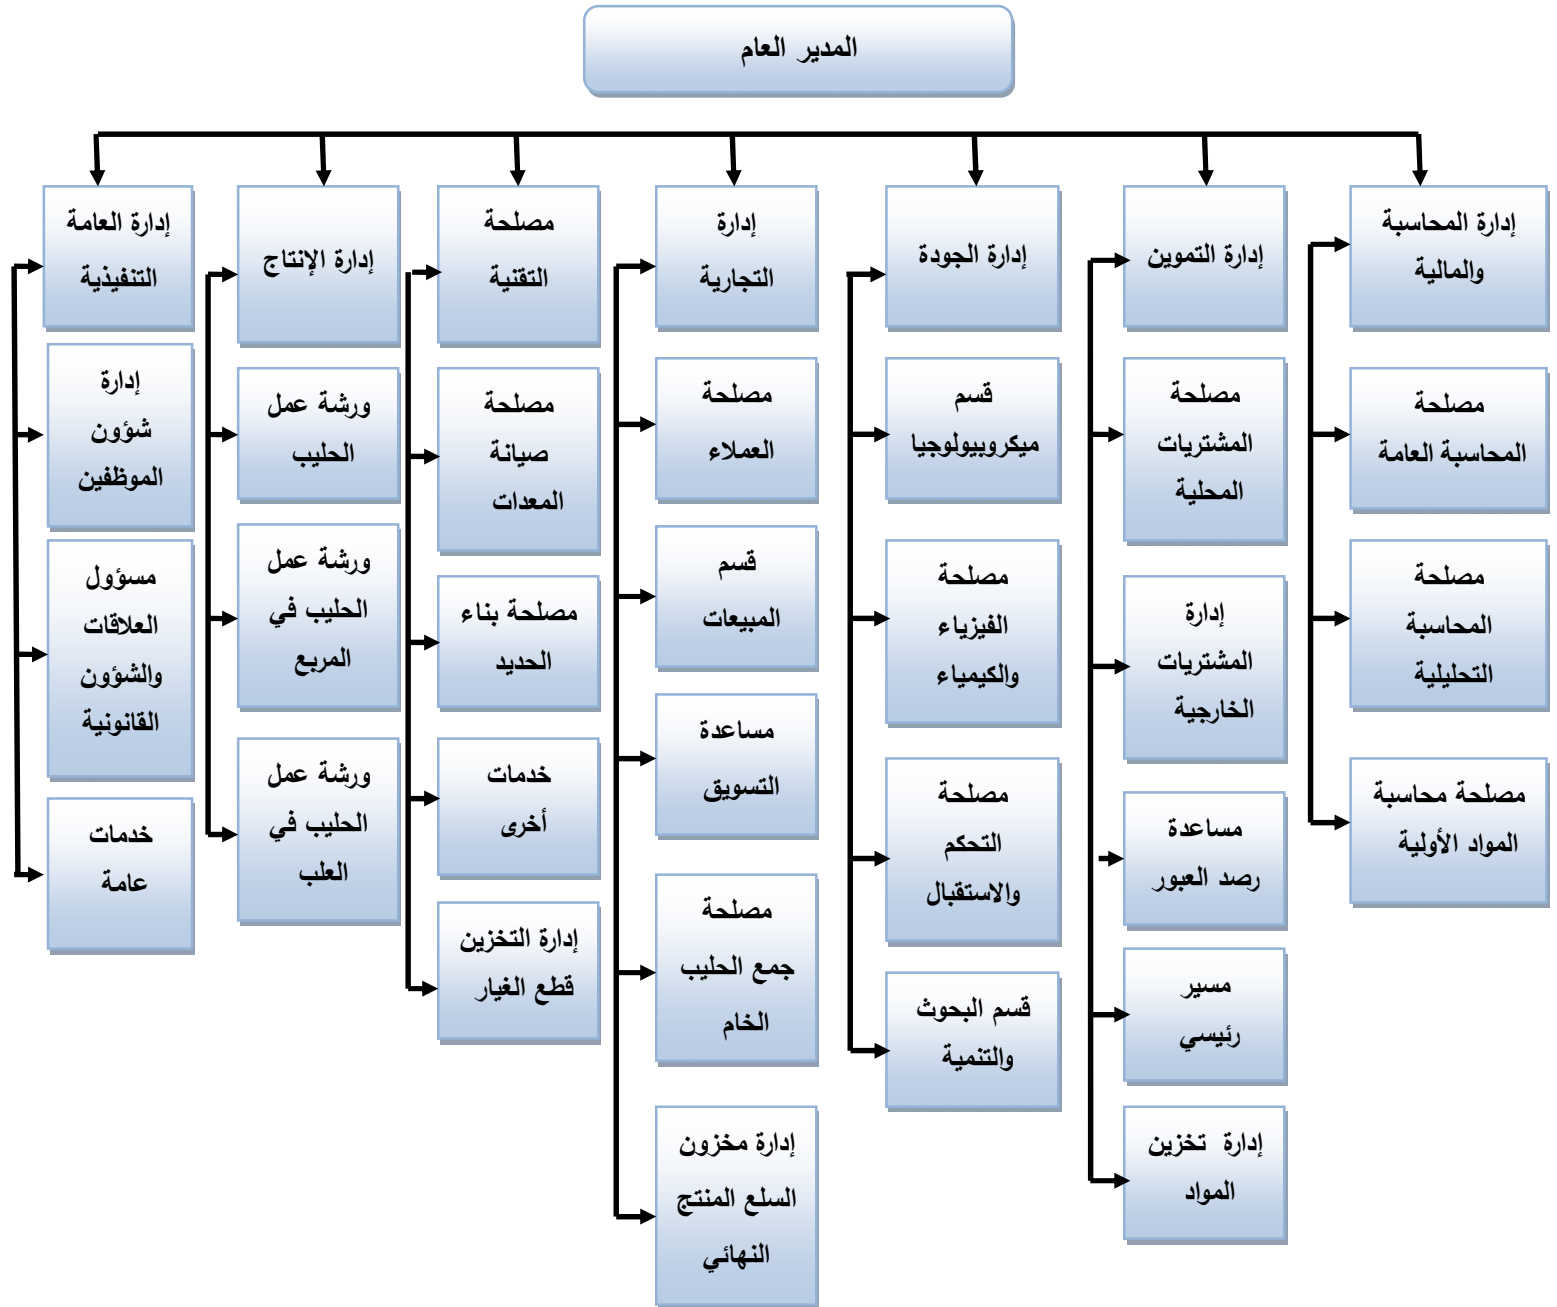 المدير العام
إدارة المحاسبة
والمالية
مصلحة
المحاسبة العامة
مصلحة
المحاسبة
التحليلية
مصلحة محاسبة
المواد الأولية
إدارة التموين
مصلحة
المشتريات
المحلية
إدارة
المشتريات
الخارجية
مساعدة
رصد العبور
مسير
رئيسي
إدارة تخزين
المواد
إدارة الجودة
قسم
ميكروبيولوجيا
مصلحة
الفيزياء
والكيمياء
مصلحة
التحكم
والاستقبال
قسم البحوث
والتنمية
إدارة
التجارية
مصلحة
العملاء
قسم
المبيعات
مساعدة
التسويق
مصلحة
جمع الحليب
الخام
إدارة مخزون
السلع المنتج
النهائي
مصلحة
التقنية
مصلحة
صيانة
المعدات
مصلحة بناء
الحديد
خدمات
أخرى
إدارة التخزين
قطع الغيار
إدارة الإنتاج
ورشة عمل
الحليب
ورشة عمل
الحليب في
المربع
ورشة عمل
الحليب في
العلب
إدارة العامة
التنفيذية
إدارة
شؤون
الموظفين
مسؤول
العلاقات
والشؤون
القانونية
خدمات
عامة